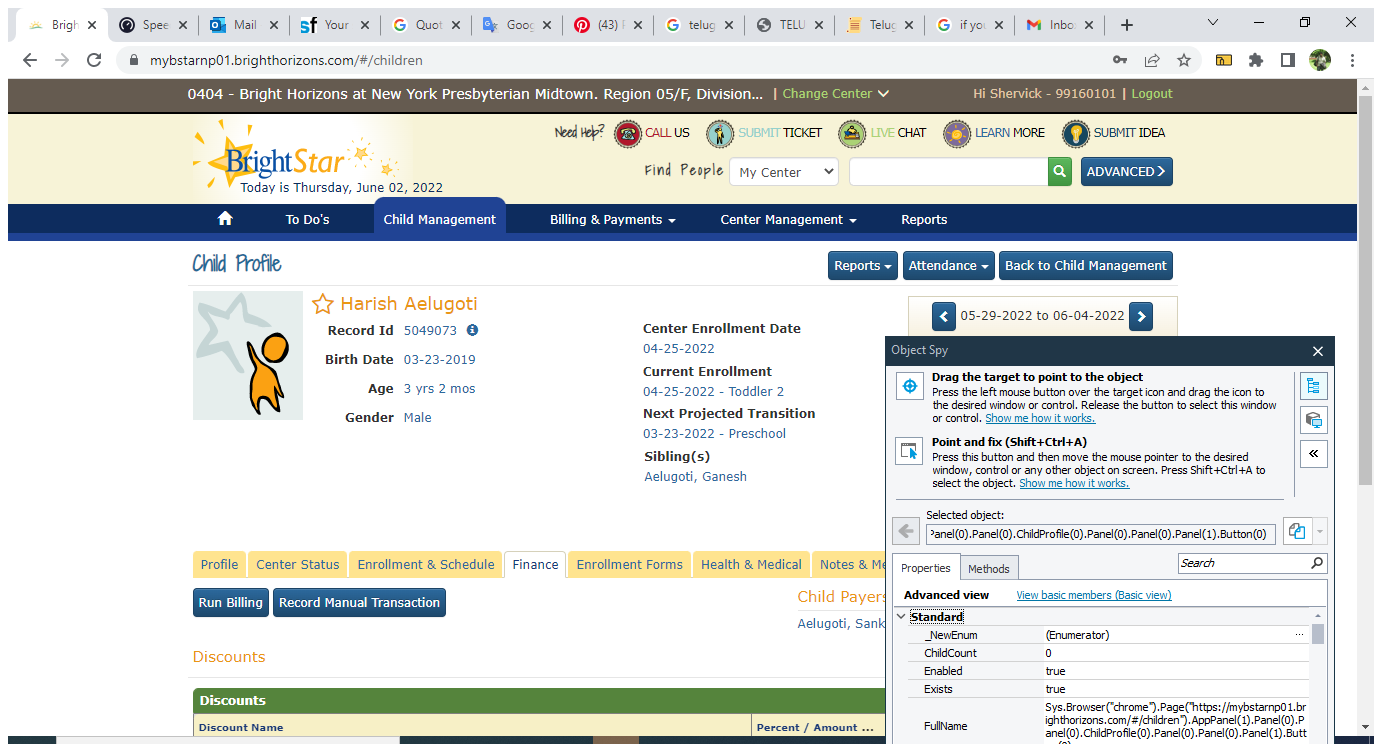 Brigh
Spee
Mail
sf Your
Quot
Goog
(43)
telug
TELU
Telug
if you
Inbo
mybstarnp01.brighthorizons.com/#/children
0404 - Bright Horizons at New York Presbyterian Midtown. Region 05/F, Division... | Change Center
Hi Shervick - 99160101 | Logout
Need Help? CALL US SUBMIT TICKET LIVE CHAT LEARN MORE SUBMIT IDEA
BrightStar
Today is Thursday, June 02, 2022
Find People My Center ADVANCED
To Do's Child Management Billing & Payments Center Management Reports
Child Profile
Reports Attendance Back to Child Management
Harish Aelugoti
Record Id 5049073
Birth Date 03-23-2019
Age 3 yrs 2 mos
Gender Male
Center Enrollment Date
04-25-2022
Current Enrollment
04-25-2022 - Toddler 2
Next Projected Transition
03-23-2022 - Preschool
Sibling(s)
Aelugoti, Ganesh
05-29-2022 to 06-04-2022
Profile Center Status Enrollment & Schedule Finance Enrollment Forms Health & Medical Notes & Me
Run Billing Record Manual Transaction
Child Payers
Aelugoti, Sank
Discounts
Discounts
Discount Name Percent / Amount ...
Object Spy
Drag the target to point to the object
Press the left mouse button over the target icon and drag the icon to
the desired window or control. Release the button to select this window
or control. Show me how it works.
Point and fix (Shift+Ctrl+A)
Press this button and then move the mouse pointer to the desired
window, control or any other object on screen. Press Shift+Ctrl+A to
select the object. Show me how it works.
Selected object:
Panel(0).Panel(0).ChildProfile(0).Panel(0).Panel(0).Panel(1).Button(0)
Properties Methods Search
Advanced view View basic members (Basic view)
Standard
_NewEnum (Enumerator) ...
ChildCount 0
Enabled true
Exists true
FullName
Sys.Browser("chrome").Page("https://mybstarnp01.b
righthorizons.com/#/children").AppPanel(1).Panel(0).P
anel(0).ChildProfile(0).Panel(0).Panel(0).Panel(1).Butt